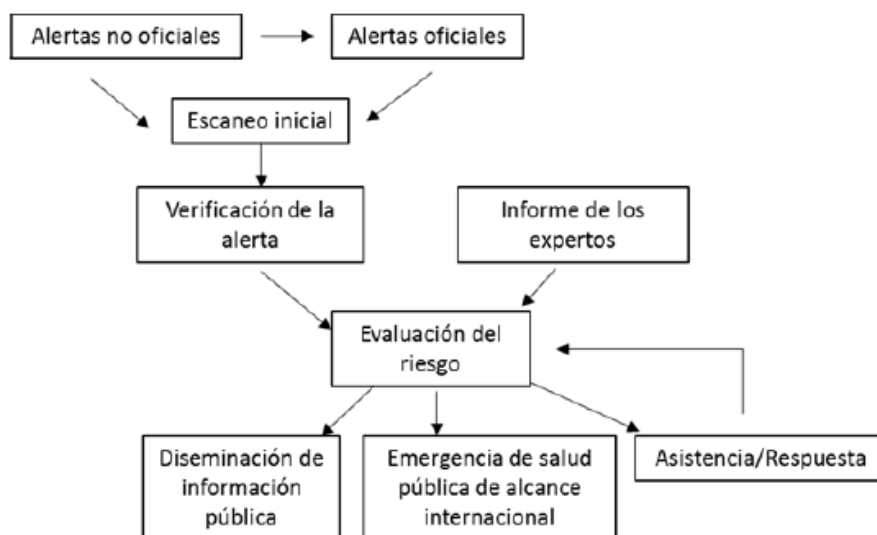 Alertas no oficiales
Alertas oficiales
Escaneo inicial
Verificación de la
alerta
Informe de los
expertos
Evaluación del
riesgo
Diseminación de
información
pública
Emergencia de salud
pública de alcance
internacional
Asistencia/Respuesta